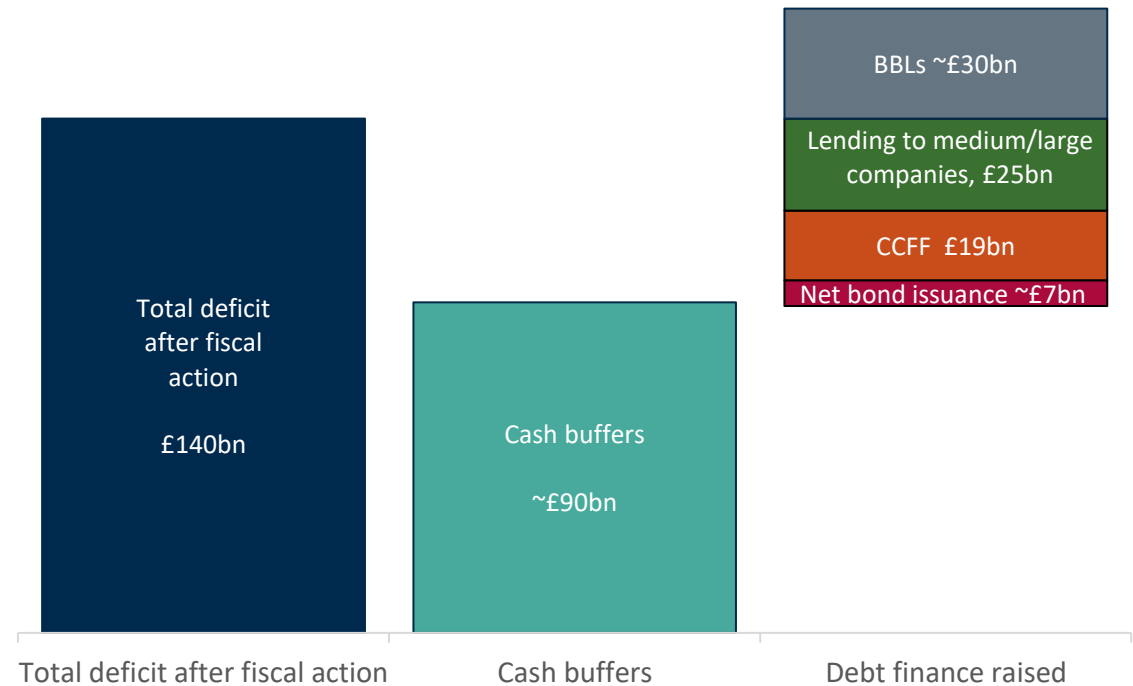 BBLs ~£30bn
Lending to medium/large
companies, £25bn
CCFF £19bn
Net bond issuance ~£7bn
Total deficit
after fiscal
action
£140bn
Cash buffers
~£90bn
Total deficit after fiscal action
Cash buffers
Debt finance raised